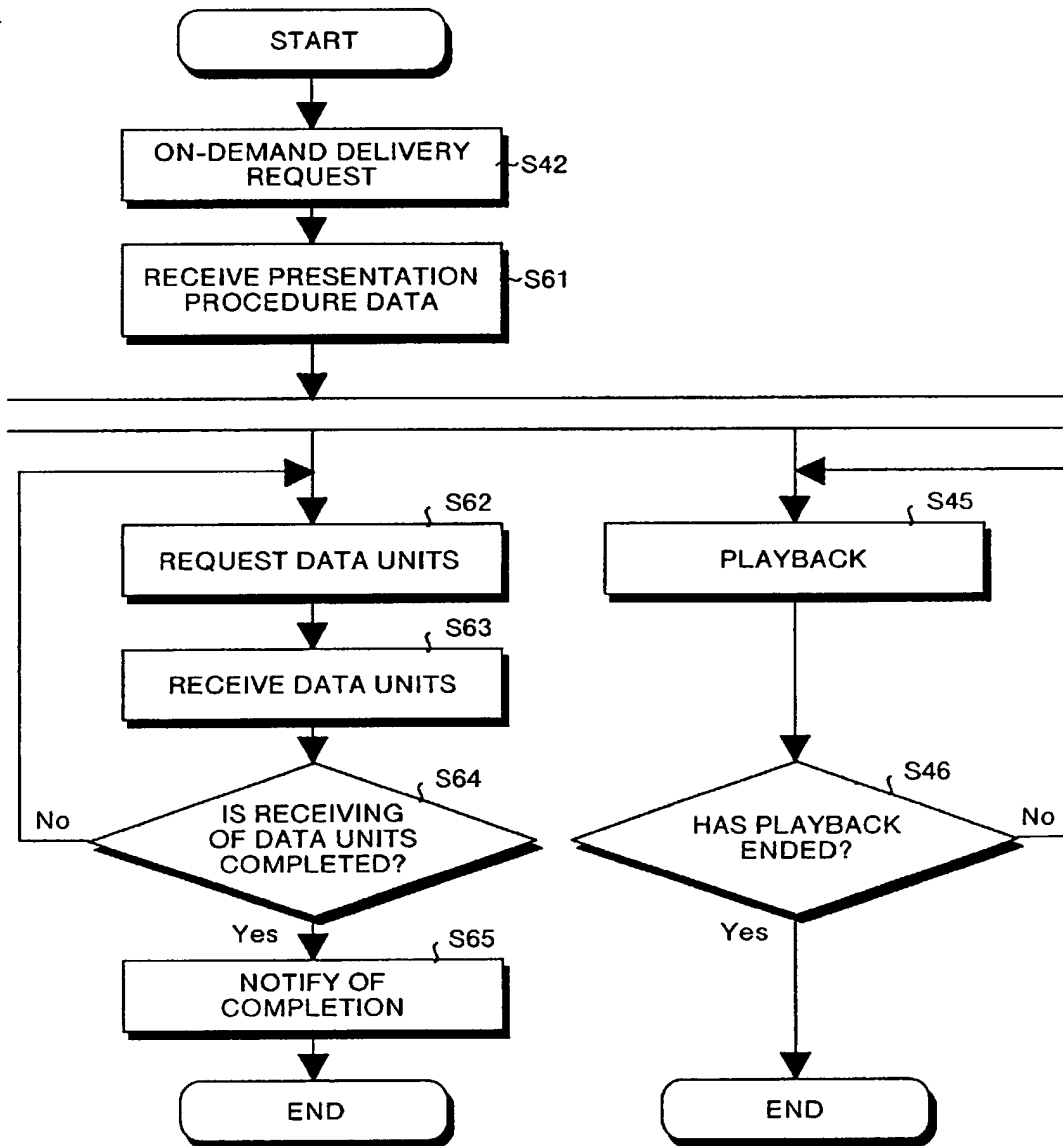 START
ON-DEMAND DELIVERY
REQUEST
S42
RECEIVE PRESENTATION
PROCEDURE DATA
S61
S62
REQUEST DATA UNITS
S63
RECEIVE DATA UNITS
S64
IS RECEIVING
OF DATA UNITS
COMPLETED?
No
Yes
S65
NOTIFY OF
COMPLETION
END
S45
PLAYBACK
S46
HAS PLAYBACK
ENDED?
No
Yes
END